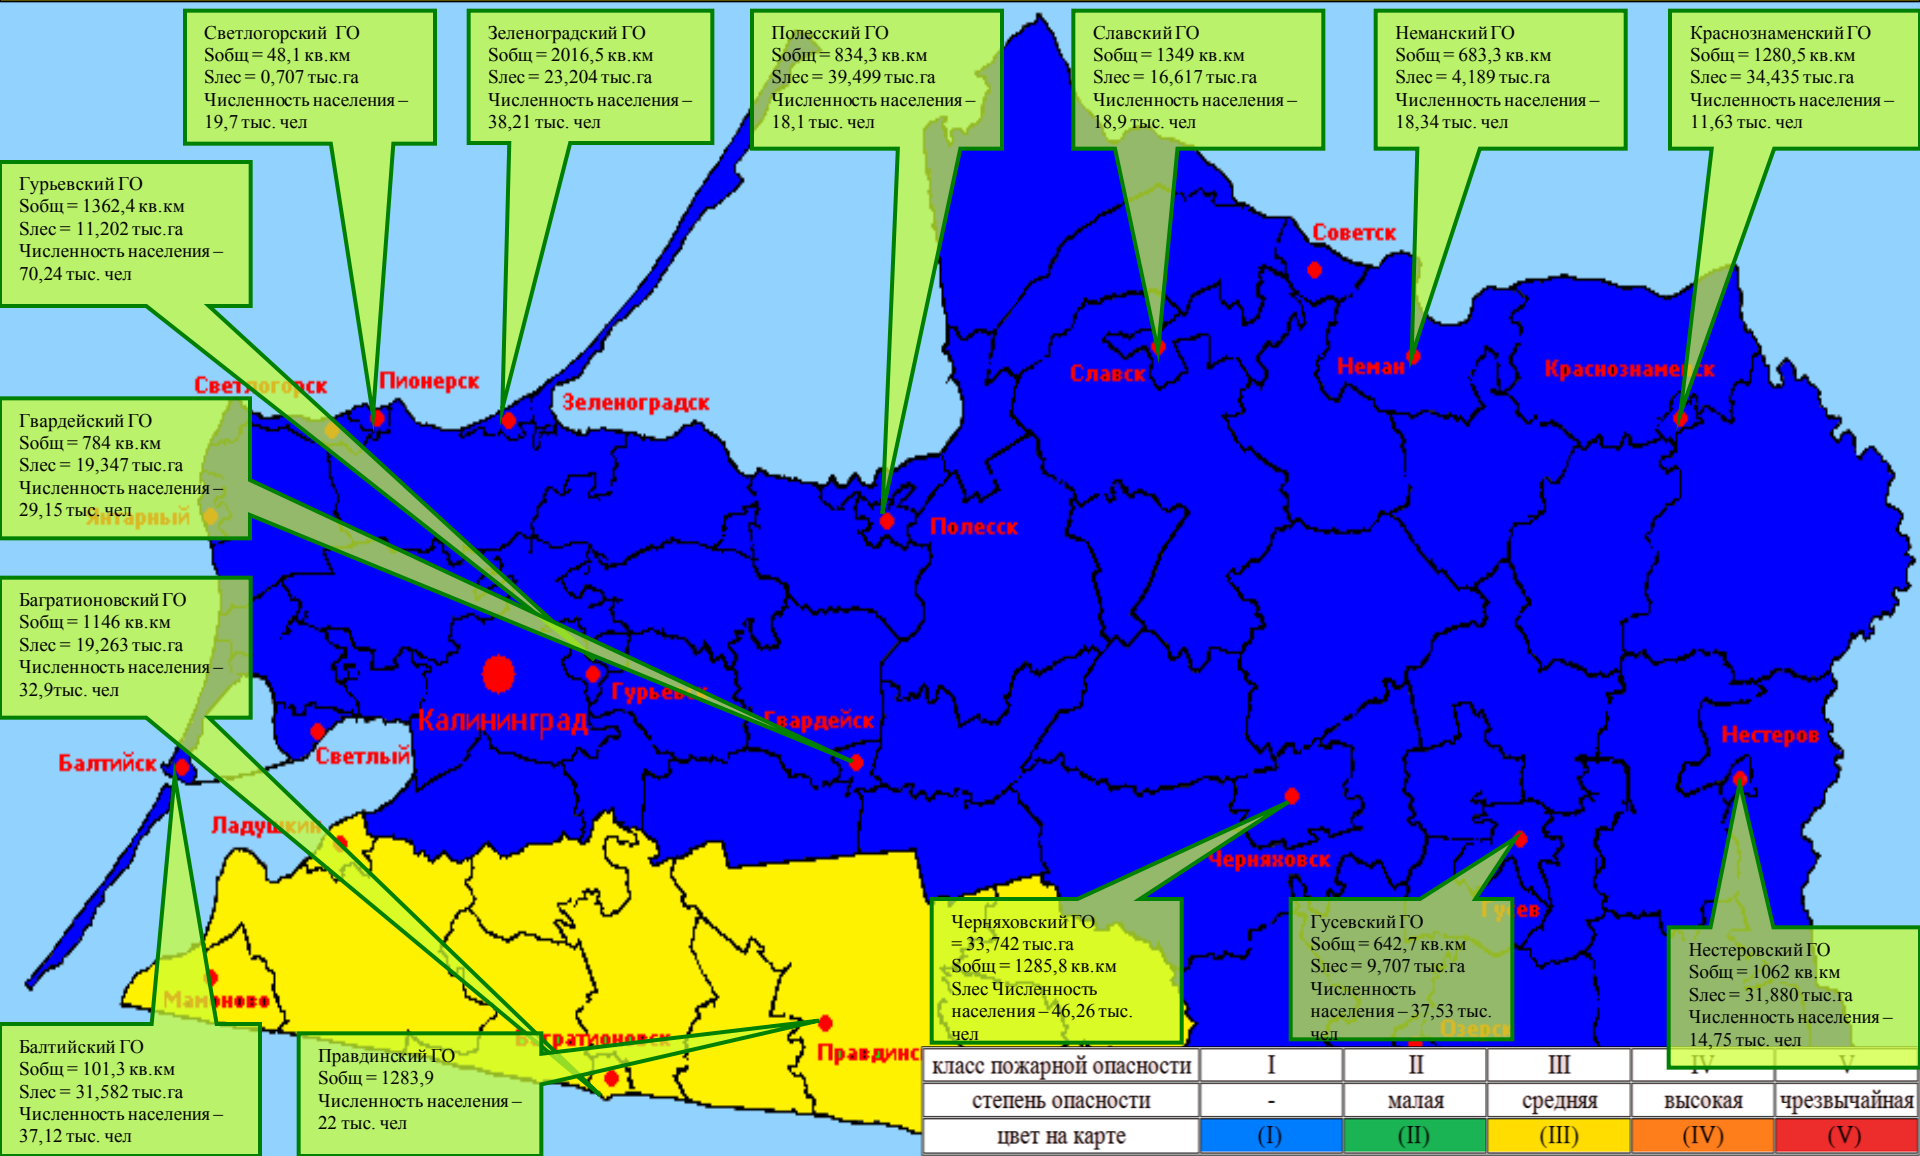 Светлогорский ГО
Sобщ = 48,1 кв.км
Sлес = 0,707 тыс.га
Численность населения –
19,7 тыс. чел
Зеленоградский ГО
Sобщ = 2016,5 кв.км
Sлес = 23,204 тыс.га
Численность населения –
38,21 тыс. чел
Полесский ГО
Sобщ = 834,3 кв.км
Sлес = 39,499 тыс.га
Численность населения –
18,1 тыс. чел
Славский ГО
Sобщ = 1349 кв.км
Sлес = 16,617 тыс.га
Численность населения –
18,9 тыс. чел
Неманский ГО
Sобщ = 683,3 кв.км
Sлес = 4,189 тыс.га
Численность населения –
18,34 тыс. чел
Краснознаменский ГО
Sобщ = 1280,5 кв.км
Sлес = 34,435 тыс.га
Численность населения –
11,63 тыс. чел
Гурьевский ГО
Sобщ = 1362,4 кв.км
Sлес = 11,202 тыс.га
Численность населения –
70,24 тыс. чел
Советск
Светлогорск
Пионерск
Зеленоградск
Славск
Неман
Краснознаменск
Гвардейский ГО
Sобщ = 784 кв.км
Sлес = 19,347 тыс.га
Численность населения –
29,15 тыс. чел
Янтарный
Полесск
Багратионовский ГО
Sобщ = 1146 кв.км
Sлес = 19,263 тыс.га
Численность населения –
32,9тыс. чел
Гурьевск
Калининград
Гвардейск
Нестеров
Балтийск
Светлый
Ладушкин
Черняховск
Гусев
Мамоново
Багратионовск
Правдинс
Озерск
Черняховский ГО
= 33,742 тыс.га
Sобщ = 1285,8 кв.км
Sлес Численность
населения – 46,26 тыс.
чел
Гусевский ГО
Sобщ = 642,7 кв.км
Sлес = 9,707 тыс.га
Численность
населения – 37,53 тыс.
чел
Нестеровский ГО
Sобщ = 1062 кв.км
Sлес = 31,880 тыс.га
Численность населения –
14,75 тыс. чел
Балтийский ГО
Sобщ = 101,3 кв.км
Sлес = 31,582 тыс.га
Численность населения –
37,12 тыс. чел
Правдинский ГО
Sобщ = 1283,9
Численность населения –
22 тыс. чел
класс пожарной опасности I II III IV V
степень опасности - малая средняя высокая чрезвычайная
цвет на карте (I) (II) (III) (IV) (V)